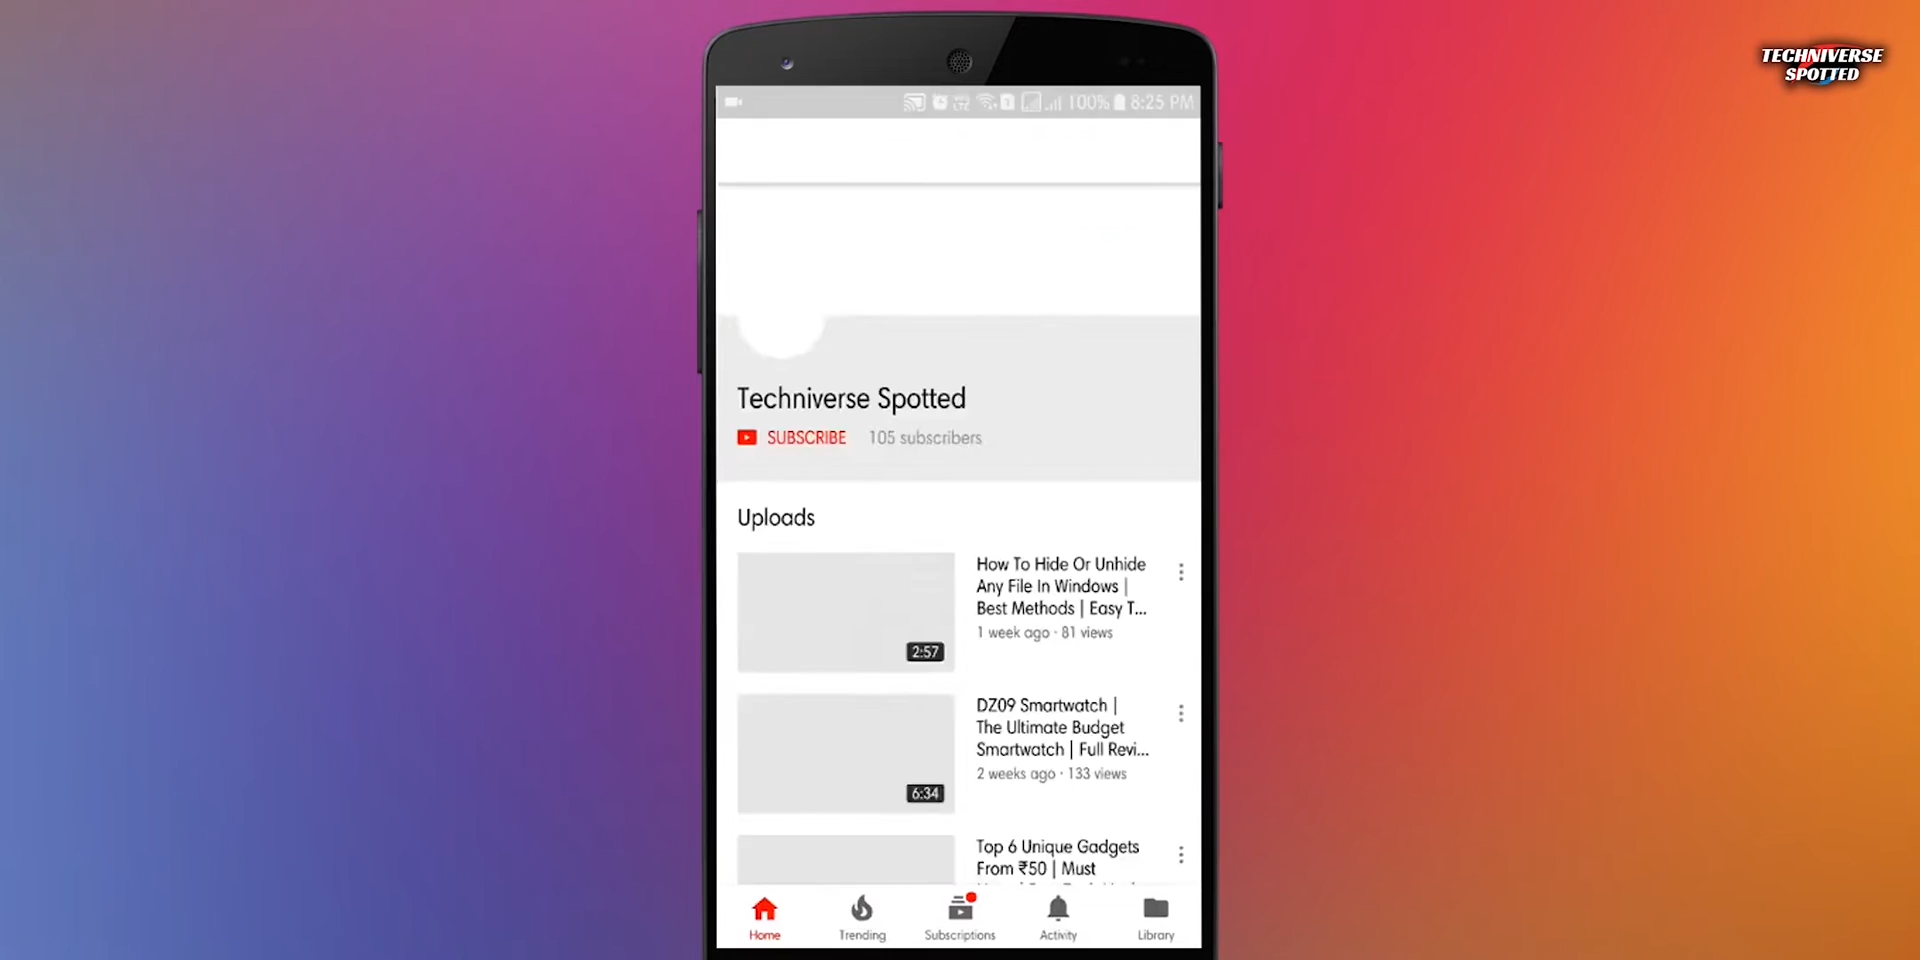 TECHNIVERSE
SPOTTED
100% 8:25 PM
Techniverse Spotted
SUBSCRIBE 105 subscribers
Uploads
How To Hide Or Unhide
Any File In Windows |
Best Methods | Easy T...
1 week ago · 81 views
2:57
DZ09 Smartwatch |
The Ultimate Budget
Smartwatch | Full Revi...
2 weeks ago · 133 views
6:34
Top 6 Unique Gadgets
From ₹50 | Must
Home Trending Subscriptions Activity Library